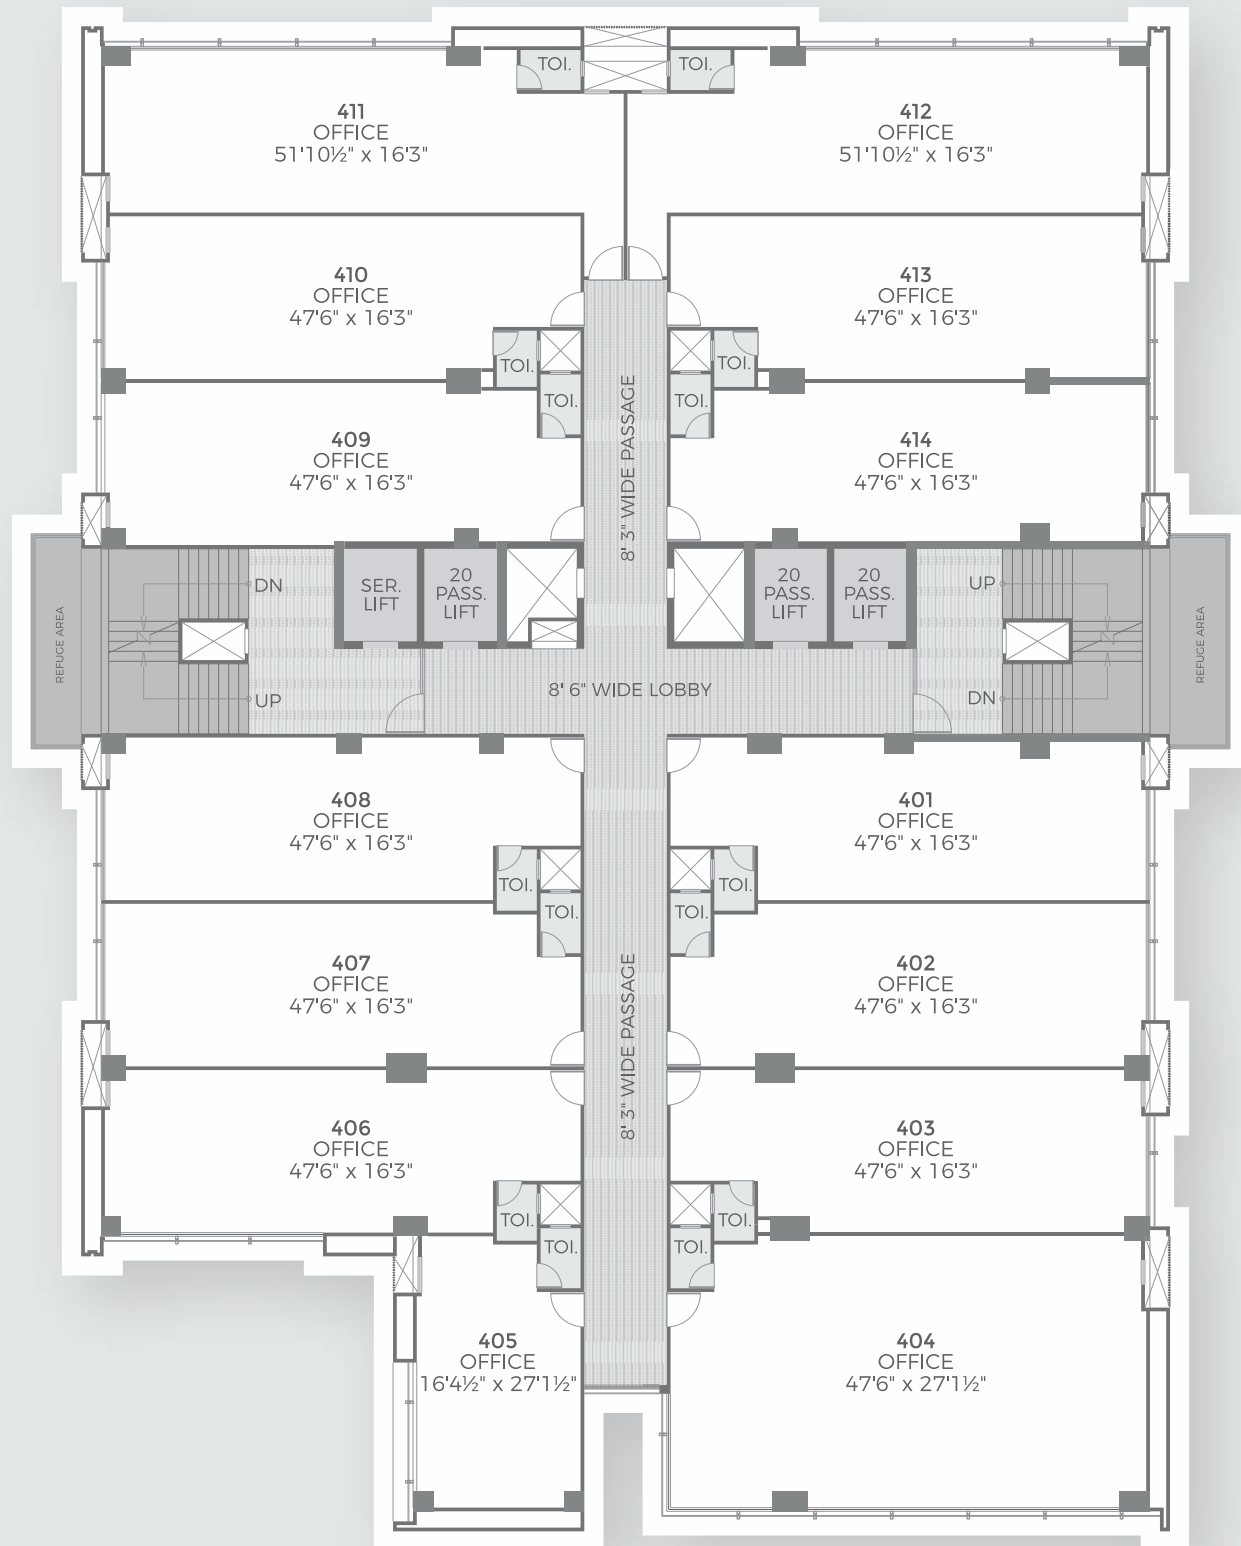 TOI.
TOI.
411
OFFICE
51'10½" x 16'3"
412
OFFICE
51'10½" x 16'3"
410
OFFICE
47'6" x 16'3"
413
OFFICE
47'6" x 16'3"
TOI.
TOI.
TOI.
TOI.
8' 3" WIDE PASSAGE
409
OFFICE
47'6" x 16'3"
414
OFFICE
47'6" x 16'3"
REFUGE AREA
DN
UP
SER.
LIFT
20
PASS.
LIFT
20
PASS.
LIFT
20
PASS.
LIFT
UP
DN
REFUGE AREA
8' 6" WIDE LOBBY
408
OFFICE
47'6" x 16'3"
401
OFFICE
47'6" x 16'3"
TOI.
TOI.
TOI.
TOI.
407
OFFICE
47'6" x 16'3"
402
OFFICE
47'6" x 16'3"
8' 3" WIDE PASSAGE
406
OFFICE
47'6" x 16'3"
403
OFFICE
47'6" x 16'3"
TOI.
TOI.
TOI.
TOI.
405
OFFICE
16'4½" x 27'1½"
404
OFFICE
47'6" x 27'1½"